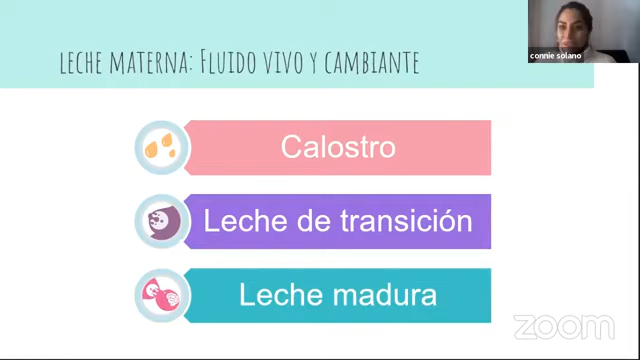 LECHE MATERNA: FLUIDO VIVO Y CAMBIANTE
connie solano
Calostro
Leche de transición
Leche madura
zoom